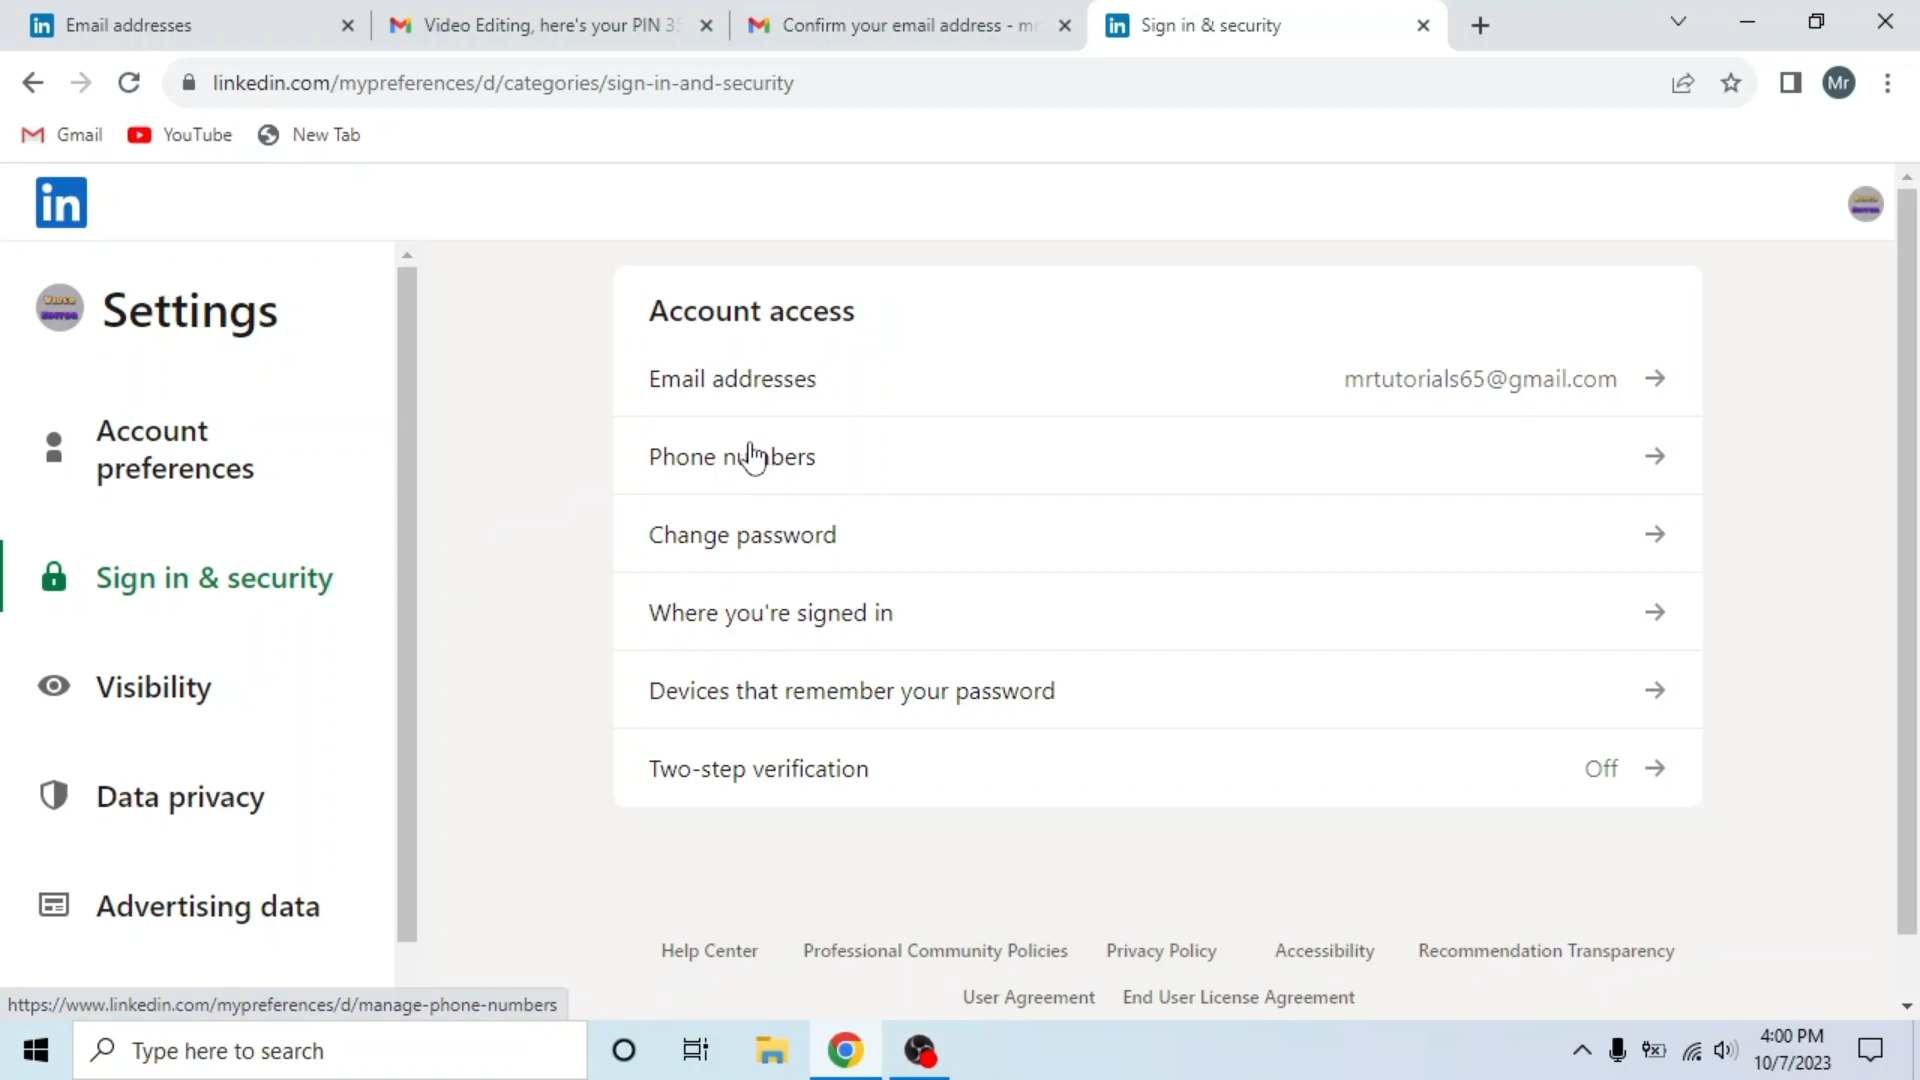 Email addresses
Video Editing, here's your PIN 3
Confirm your email address - m
Sign in & security
linkedin.com/mypreferences/d/categories/sign-in-and-security
Mr
Gmail
YouTube
New Tab
in
Settings
Account preferences
Sign in & security
Visibility
Data privacy
Advertising data
Account access
Email addresses mrtutorials65@gmail.com
Phone numbers
Change password
Where you're signed in
Devices that remember your password
Two-step verification Off
Help Center Professional Community Policies Privacy Policy Accessibility Recommendation Transparency
User Agreement End User License Agreement
https://www.linkedin.com/mypreferences/d/manage-phone-numbers
Type here to search
4:00 PM
10/7/2023